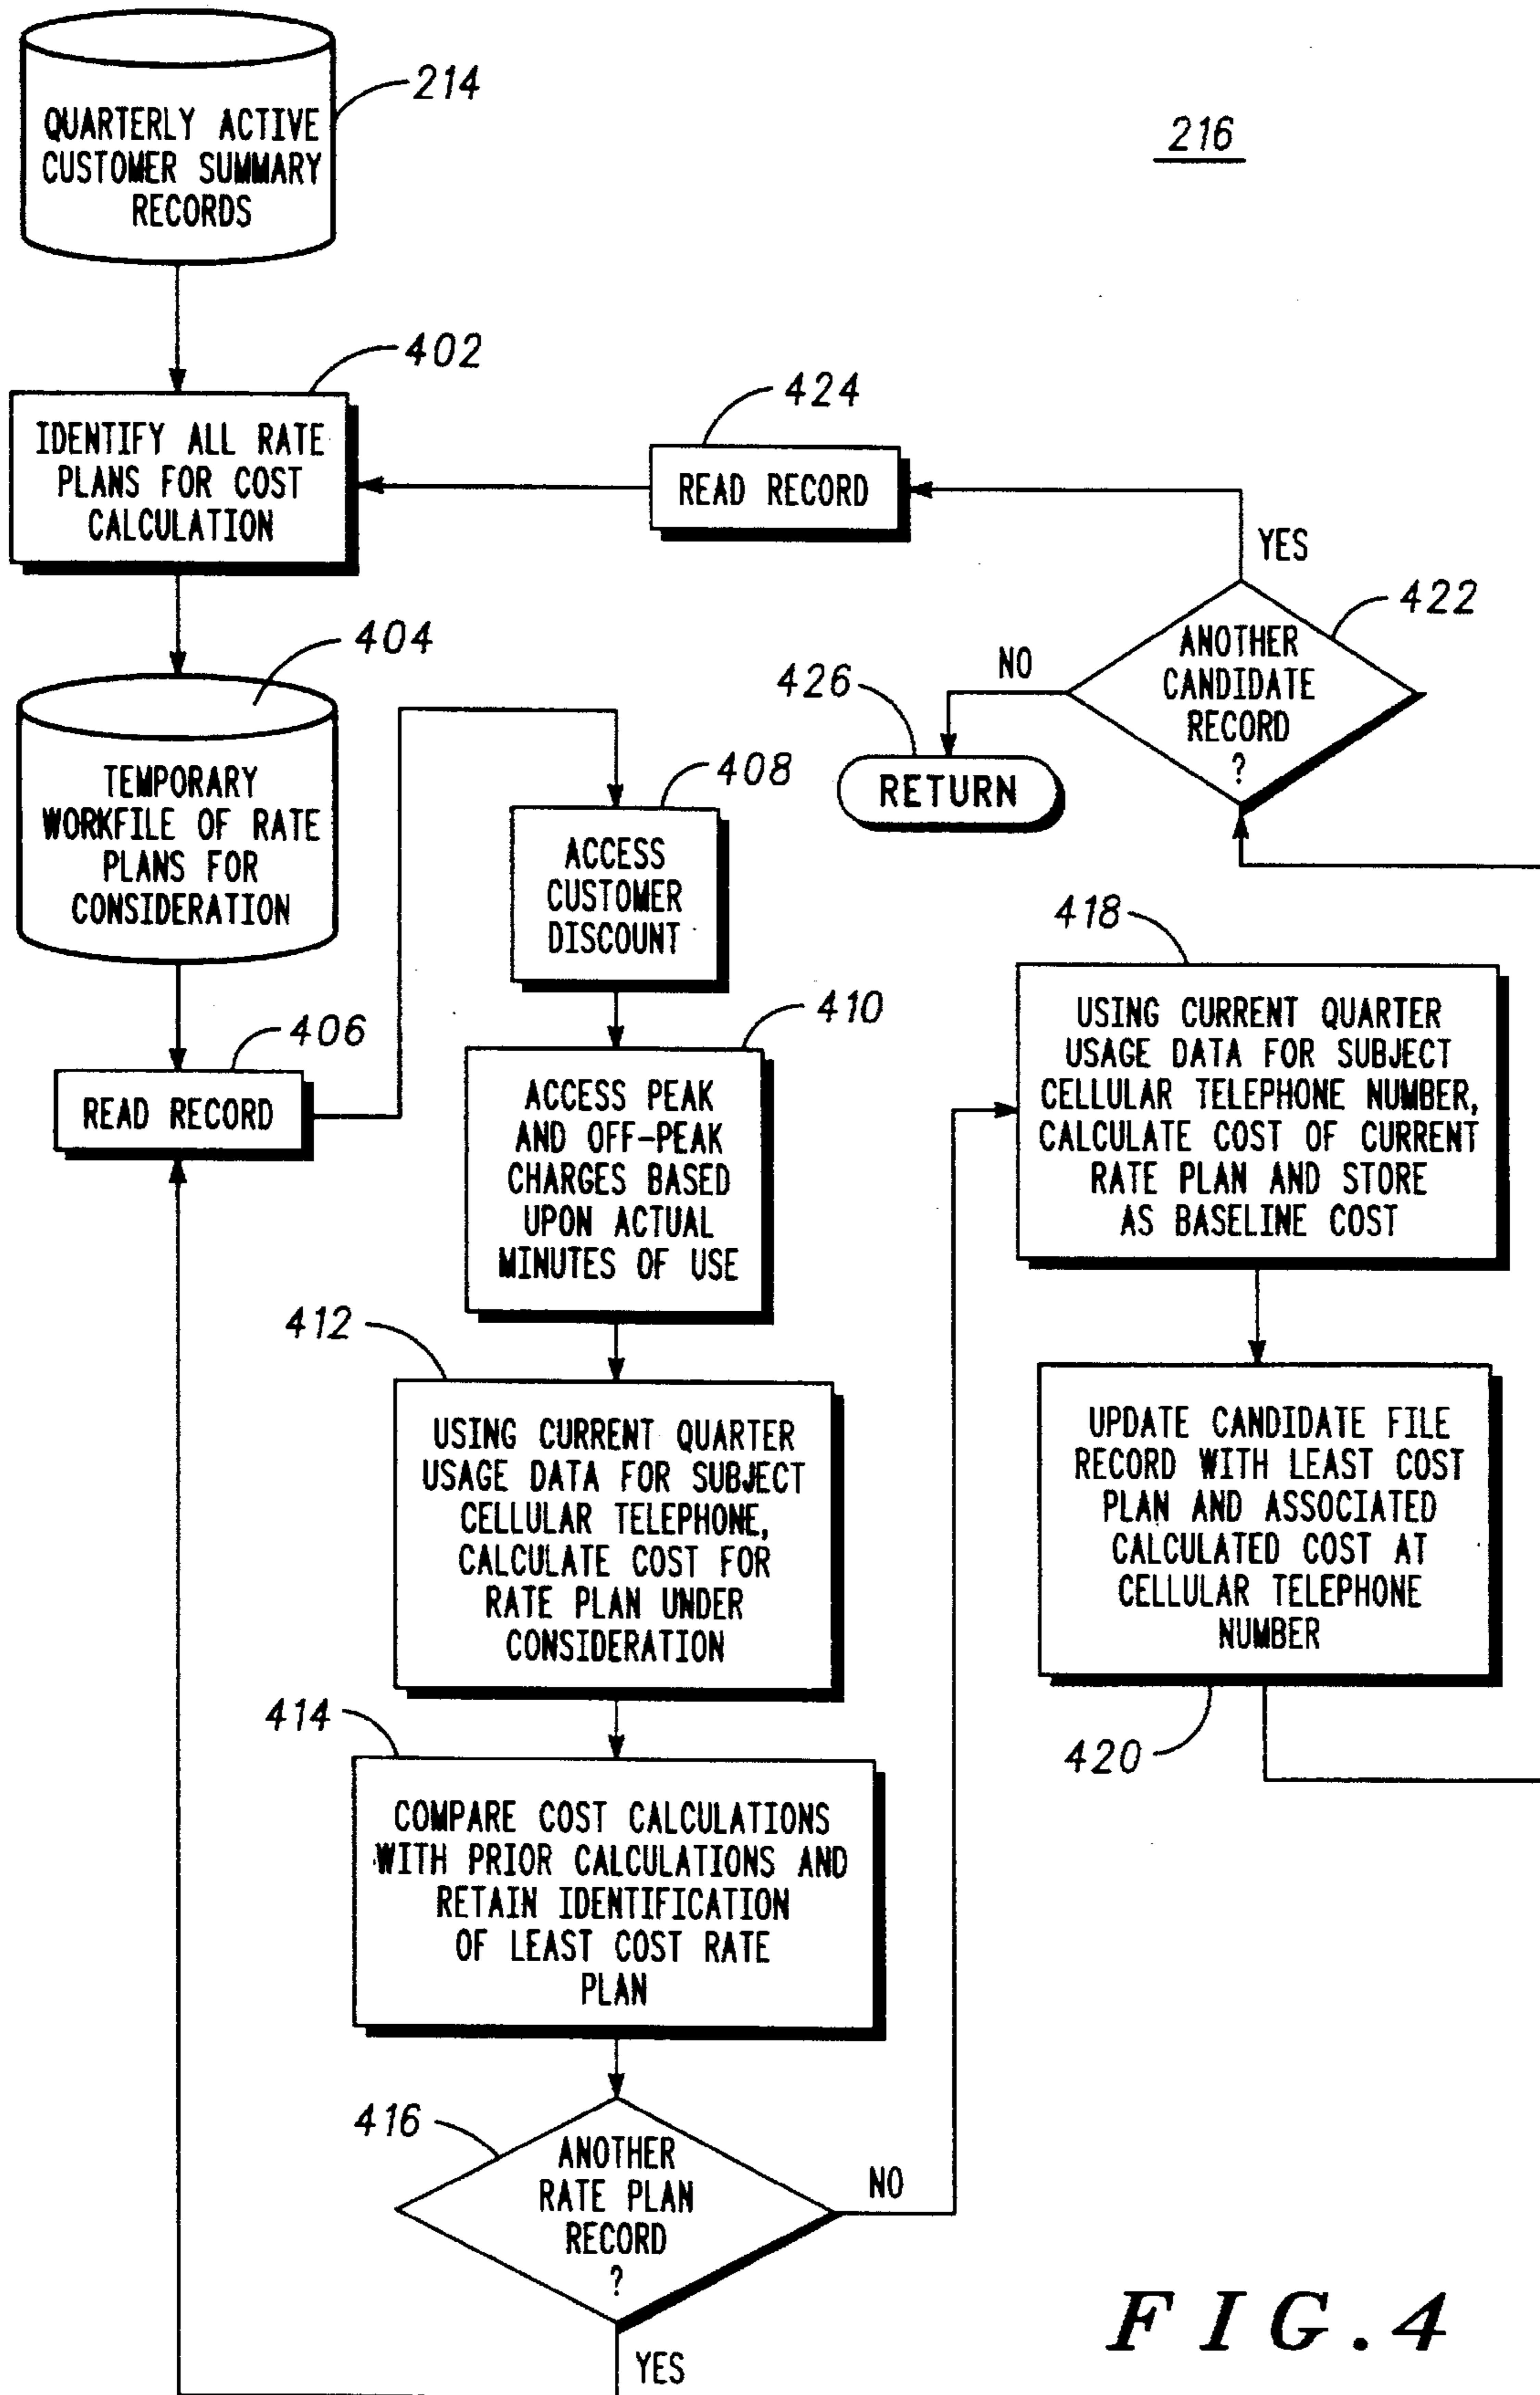 214
QUARTERLY ACTIVE
CUSTOMER SUMMARY
RECORDS
216
402
IDENTIFY ALL RATE
PLANS FOR COST
CALCULATION
424
READ RECORD
YES
422
ANOTHER
CANDIDATE
RECORD
?
NO
426
RETURN
404
TEMPORARY
WORKFILE OF RATE
PLANS FOR
CONSIDERATION
406
READ RECORD
408
ACCESS
CUSTOMER
DISCOUNT
410
ACCESS PEAK
AND OFF-PEAK
CHARGES BASED
UPON ACTUAL
MINUTES OF USE
412
USING CURRENT QUARTER
USAGE DATA FOR SUBJECT
CELLULAR TELEPHONE,
CALCULATE COST FOR
RATE PLAN UNDER
CONSIDERATION
414
COMPARE COST CALCULATIONS
WITH PRIOR CALCULATIONS AND
RETAIN IDENTIFICATION
OF LEAST COST RATE
PLAN
416
ANOTHER
RATE PLAN
RECORD
?
NO
YES
418
USING CURRENT QUARTER
USAGE DATA FOR SUBJECT
CELLULAR TELEPHONE NUMBER,
CALCULATE COST OF CURRENT
RATE PLAN AND STORE
AS BASELINE COST
UPDATE CANDIDATE FILE
RECORD WITH LEAST COST
PLAN AND ASSOCIATED
CALCULATED COST AT
CELLULAR TELEPHONE
NUMBER
420
FIG.4